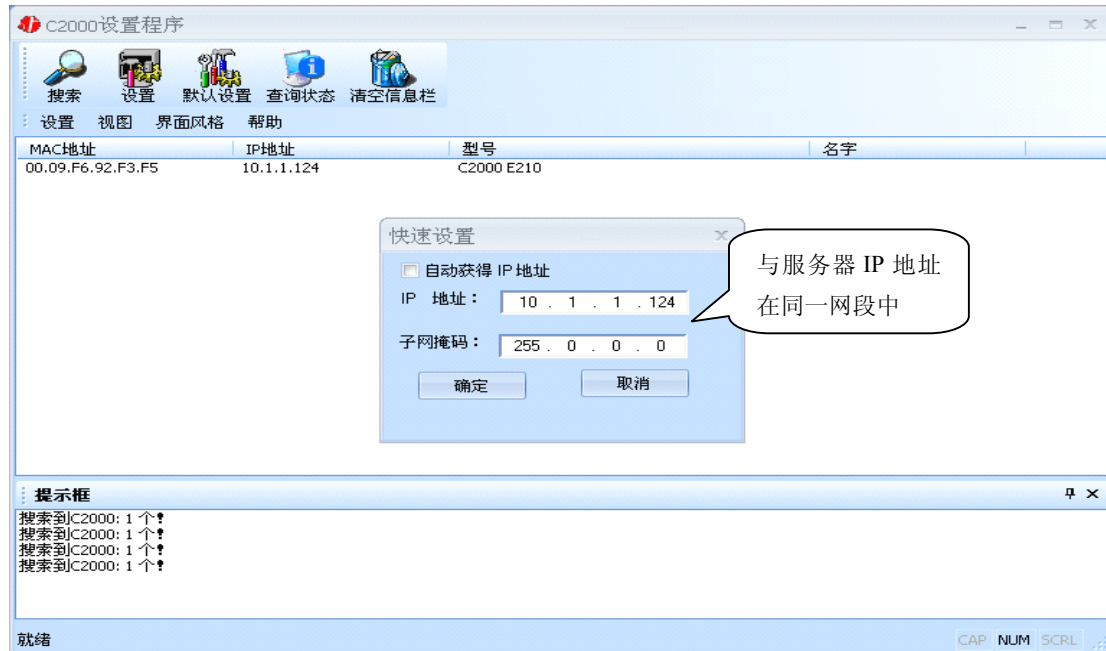 C2000设置程序
搜索 设置 默认设置 查询状态 清空信息栏
设置 视图 界面风格 帮助
MAC地址 IP地址 型号 名字
00.09.F6.92.F3.F5 10.1.1.124 C2000 E210
快速设置
自动获得 IP 地址
IP 地址： 10 . 1 . 1 . 124
子网掩码： 255 . 0 . 0 . 0
确定 取消
与服务器 IP 地址
在同一网段中
提示框
搜索到C2000: 1 个!
搜索到C2000: 1 个!
搜索到C2000: 1 个!
搜索到C2000: 1 个!
就绪 CAP NUM SCRL